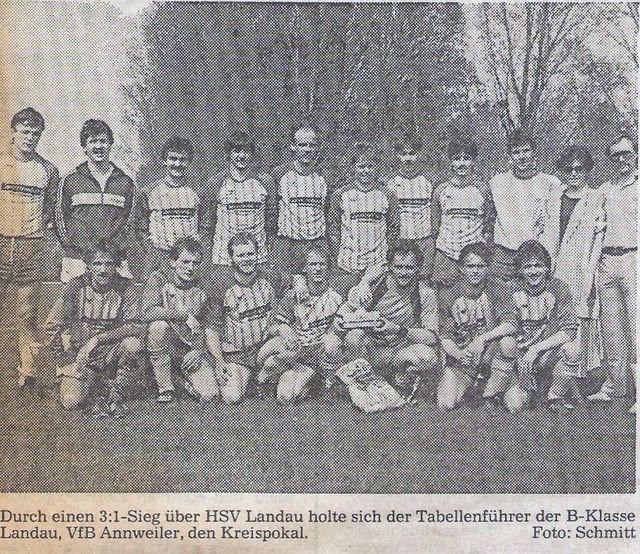 Durch einen 3:1-Sieg über HSV Landau holte sich der Tabellenführer der B-Klasse
Landau, VfB Annweiler, den Kreispokal. Foto: Schmitt